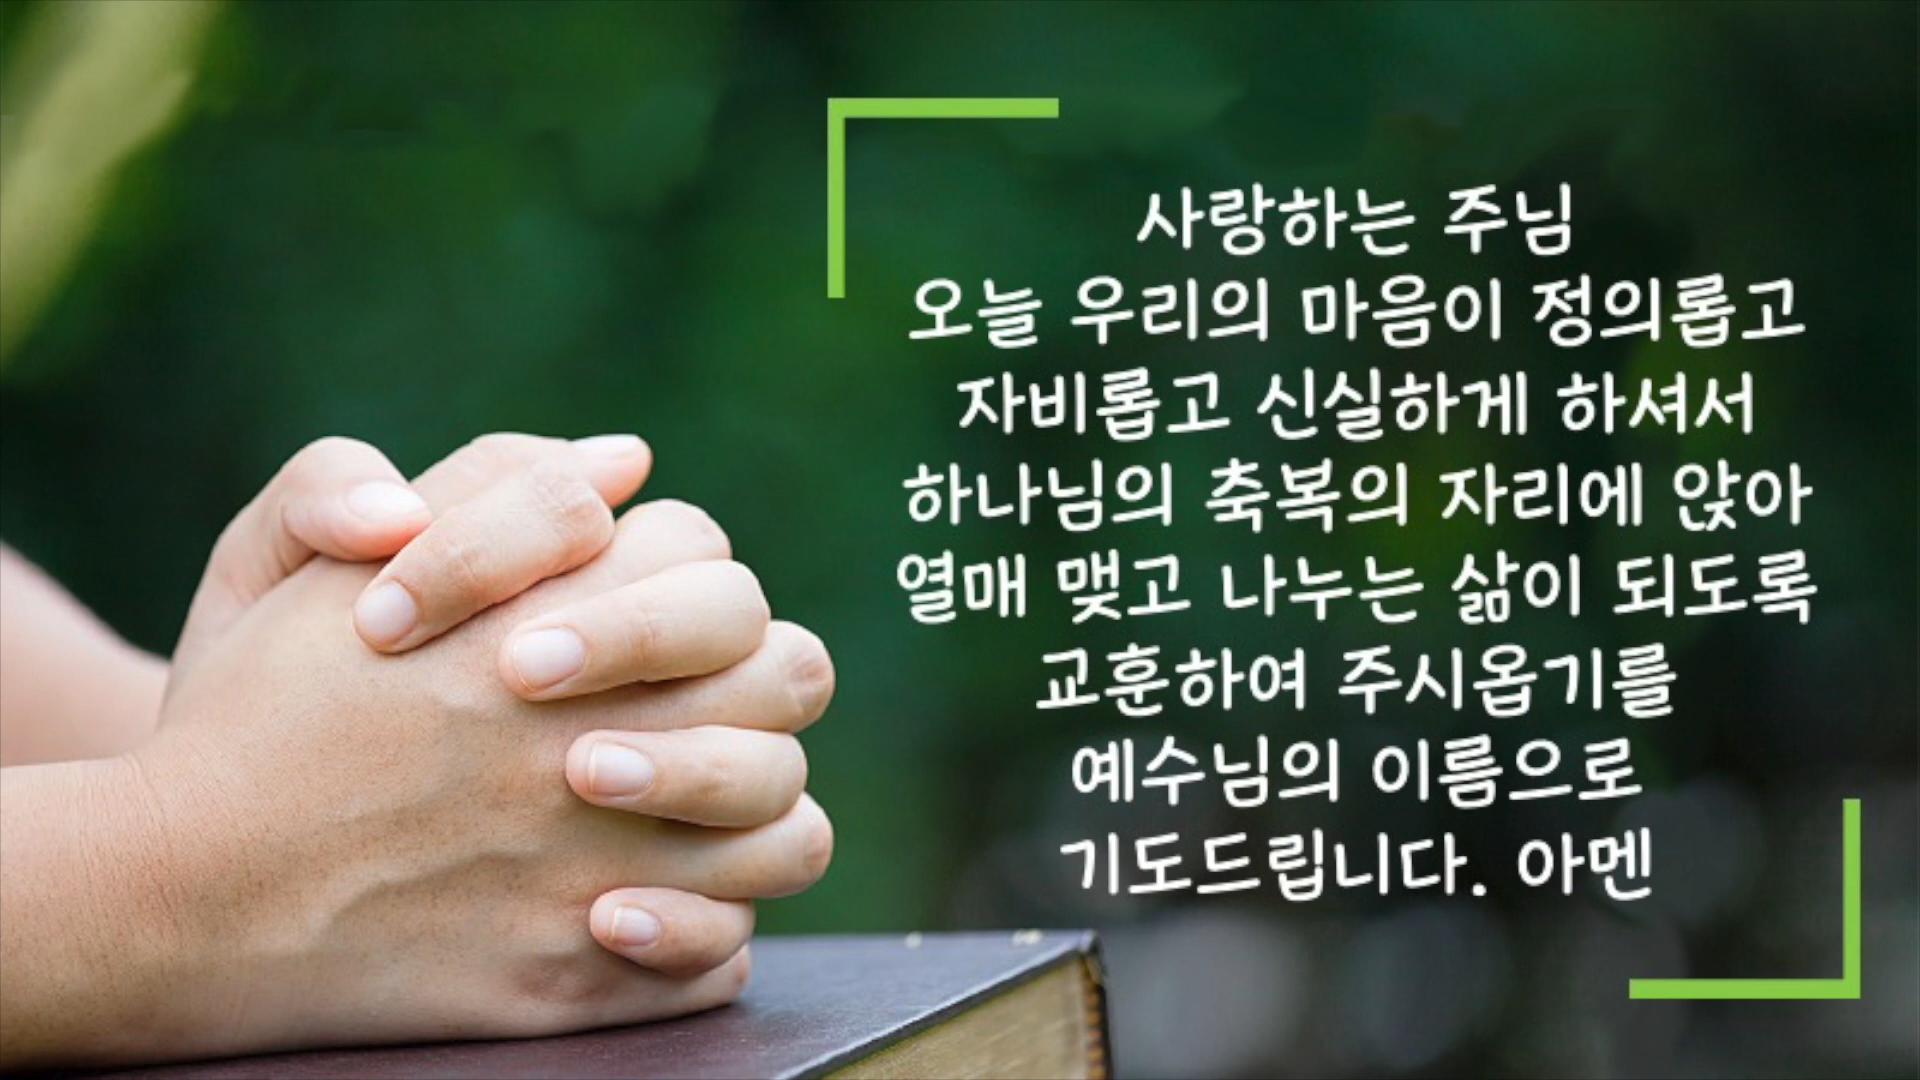 사랑하는 주님
오늘 우리의 마음이 정의롭고
자비롭고 신실하게 하셔서
하나님의 축복의 자리에 앉아
열매 맺고 나누는 삶이 되도록
교훈하여 주시옵기를
예수님의 이름으로
기도드립니다. 아멘